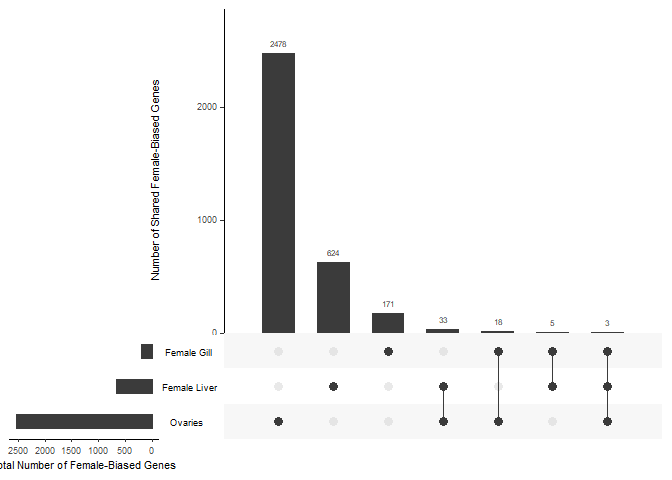 2478
2000
Number of Shared Female-Biased Genes
1000
624
171
33
18
5
3
0
Female Gill
Female Liver
Ovaries
2500 2000 1500 1000 500 0
otal Number of Female-Biased Genes